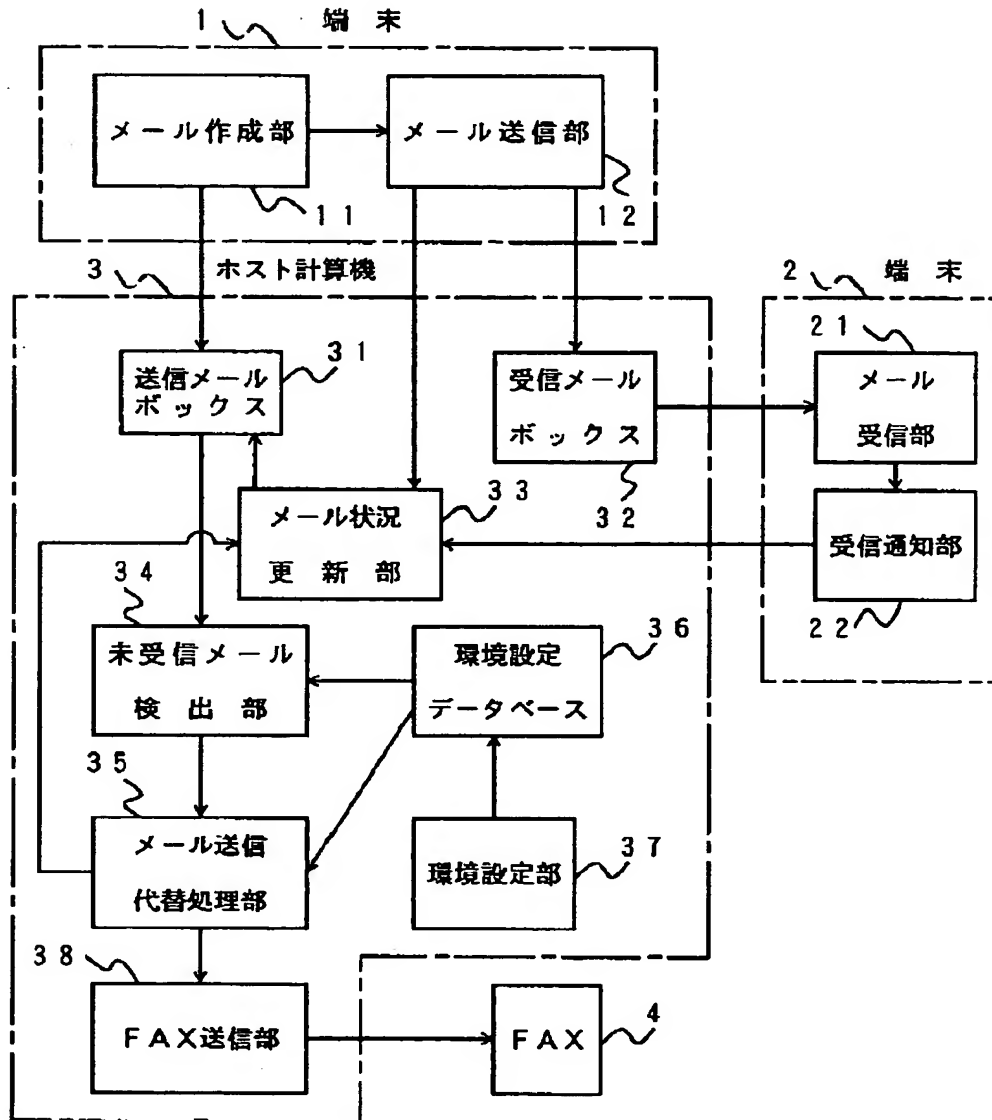 1 端 末
メール作成部
メール送信部
11
12
3 ホスト計算機
2 端 末
31
送信メール
ボックス
受信メール
ボックス
32
21
メール
受信部
33
メール状況
更 新 部
受信通知部
22
34
未受信メール
検 出 部
36
環境設定
データベース
35
メール送信
代替処理部
37
環境設定部
38
FAX送信部
FAX
4